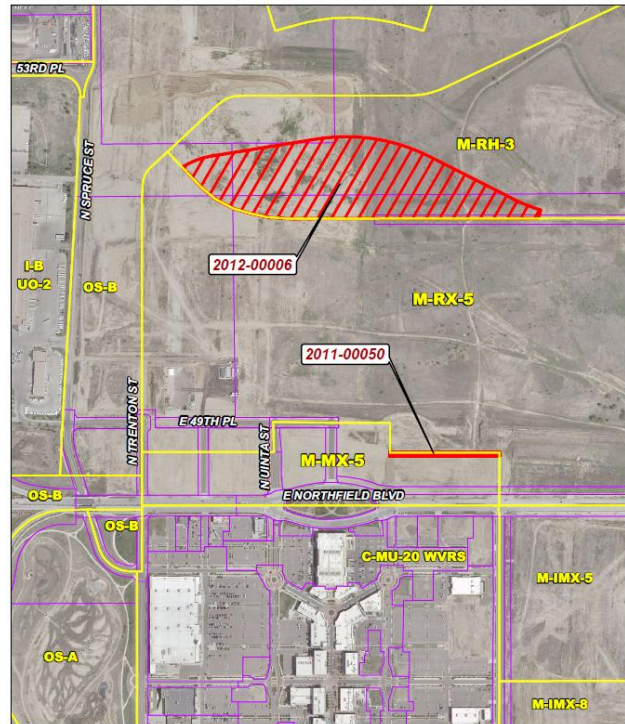 53RD PL
N SPRUCE ST
M-RH-3
2012-00006
I-B
UO-2
OS-B
M-RX-5
2011-00050
N TRENTON ST
E 49TH PL
N UINTA ST
M-MX-5
OS-B
E NORTHFIELD BLVD
OS-B
C-MU-20 WVRS
M-IMX-5
OS-A
M-IMX-8